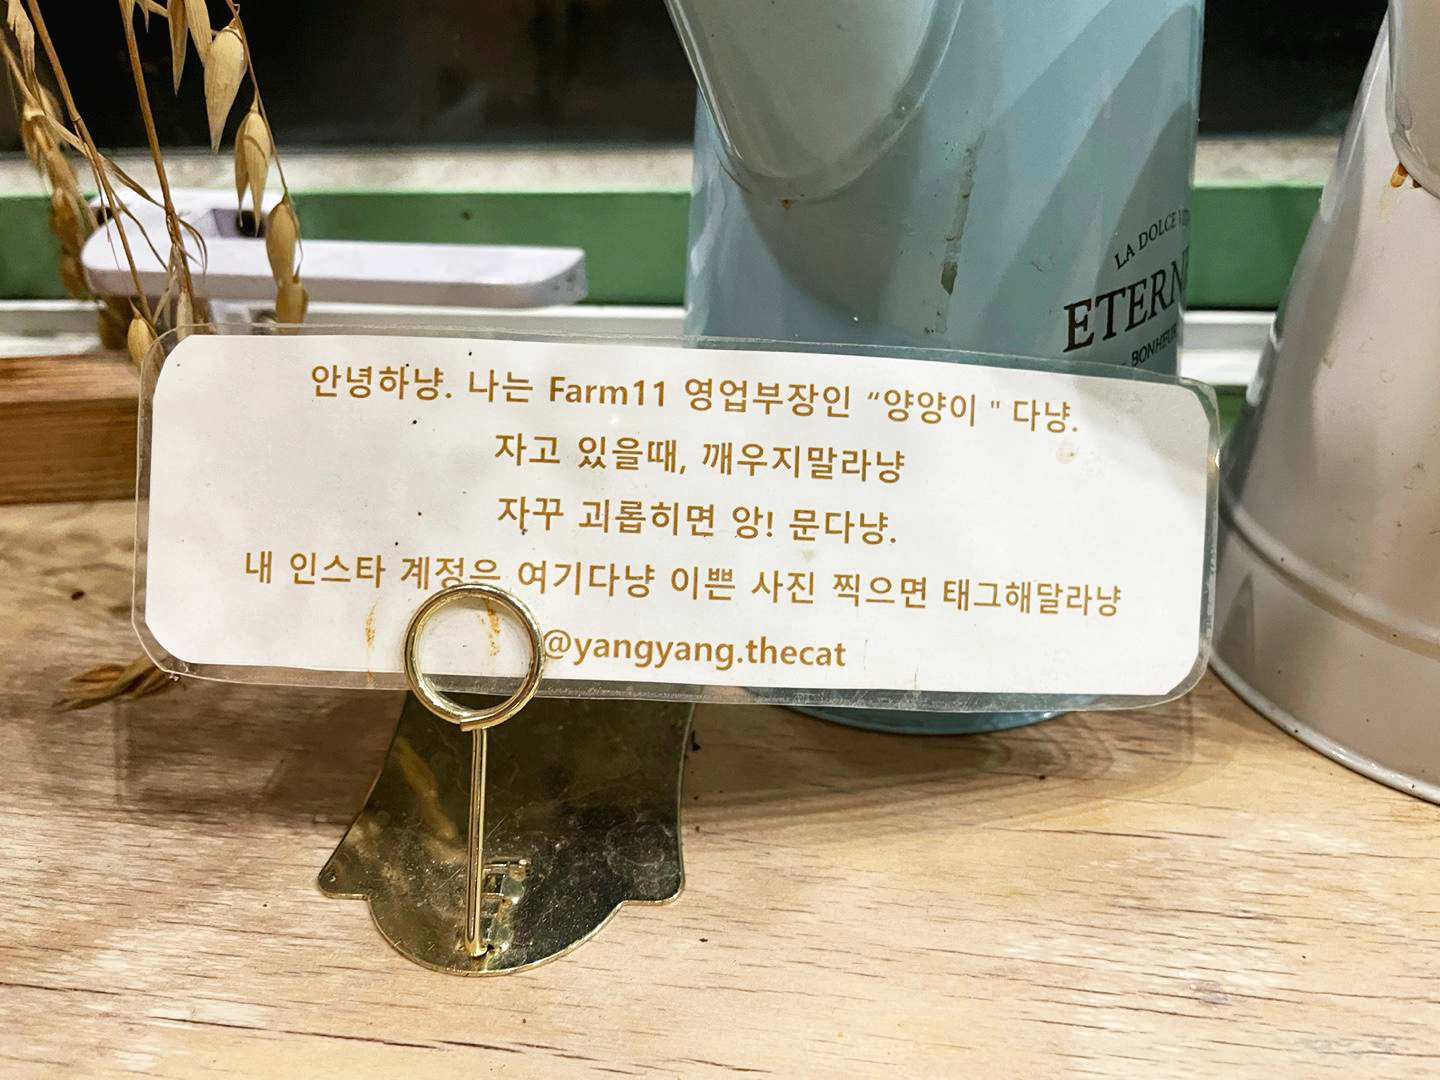 안녕하냥. 나는 Farm11 영업부장인 “양양이 " 다냥.
자고 있을때, 깨우지말라냥
자꾸 괴롭히면 앙! 문다냥.
내 인스타 계정은 여기다냥 이쁜 사진 찍으면 태그해달라냥
@yangyang.thecat
LA DOLCE
BONHEUR